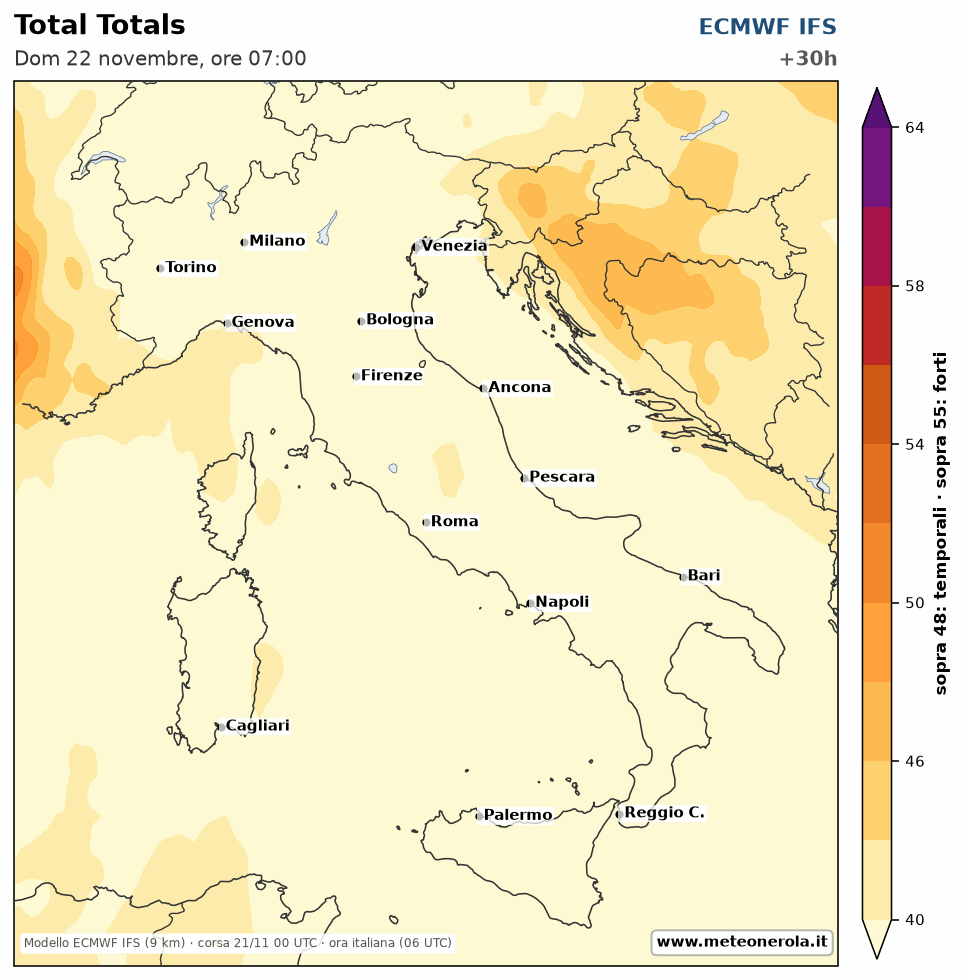 Total Totals
ECMWF IFS
Dom 22 novembre, ore 07:00
+30h
Milano
Venezia
Torino
Genova
Bologna
Firenze
Ancona
Pescara
Roma
Bari
Napoli
Cagliari
Palermo
Reggio C.
64
58
54
50
46
40
sopra 48: temporali · sopra 55: forti
Modello ECMWF IFS (9 km) · corsa 21/11 00 UTC · ora italiana (06 UTC)
www.meteonerola.it